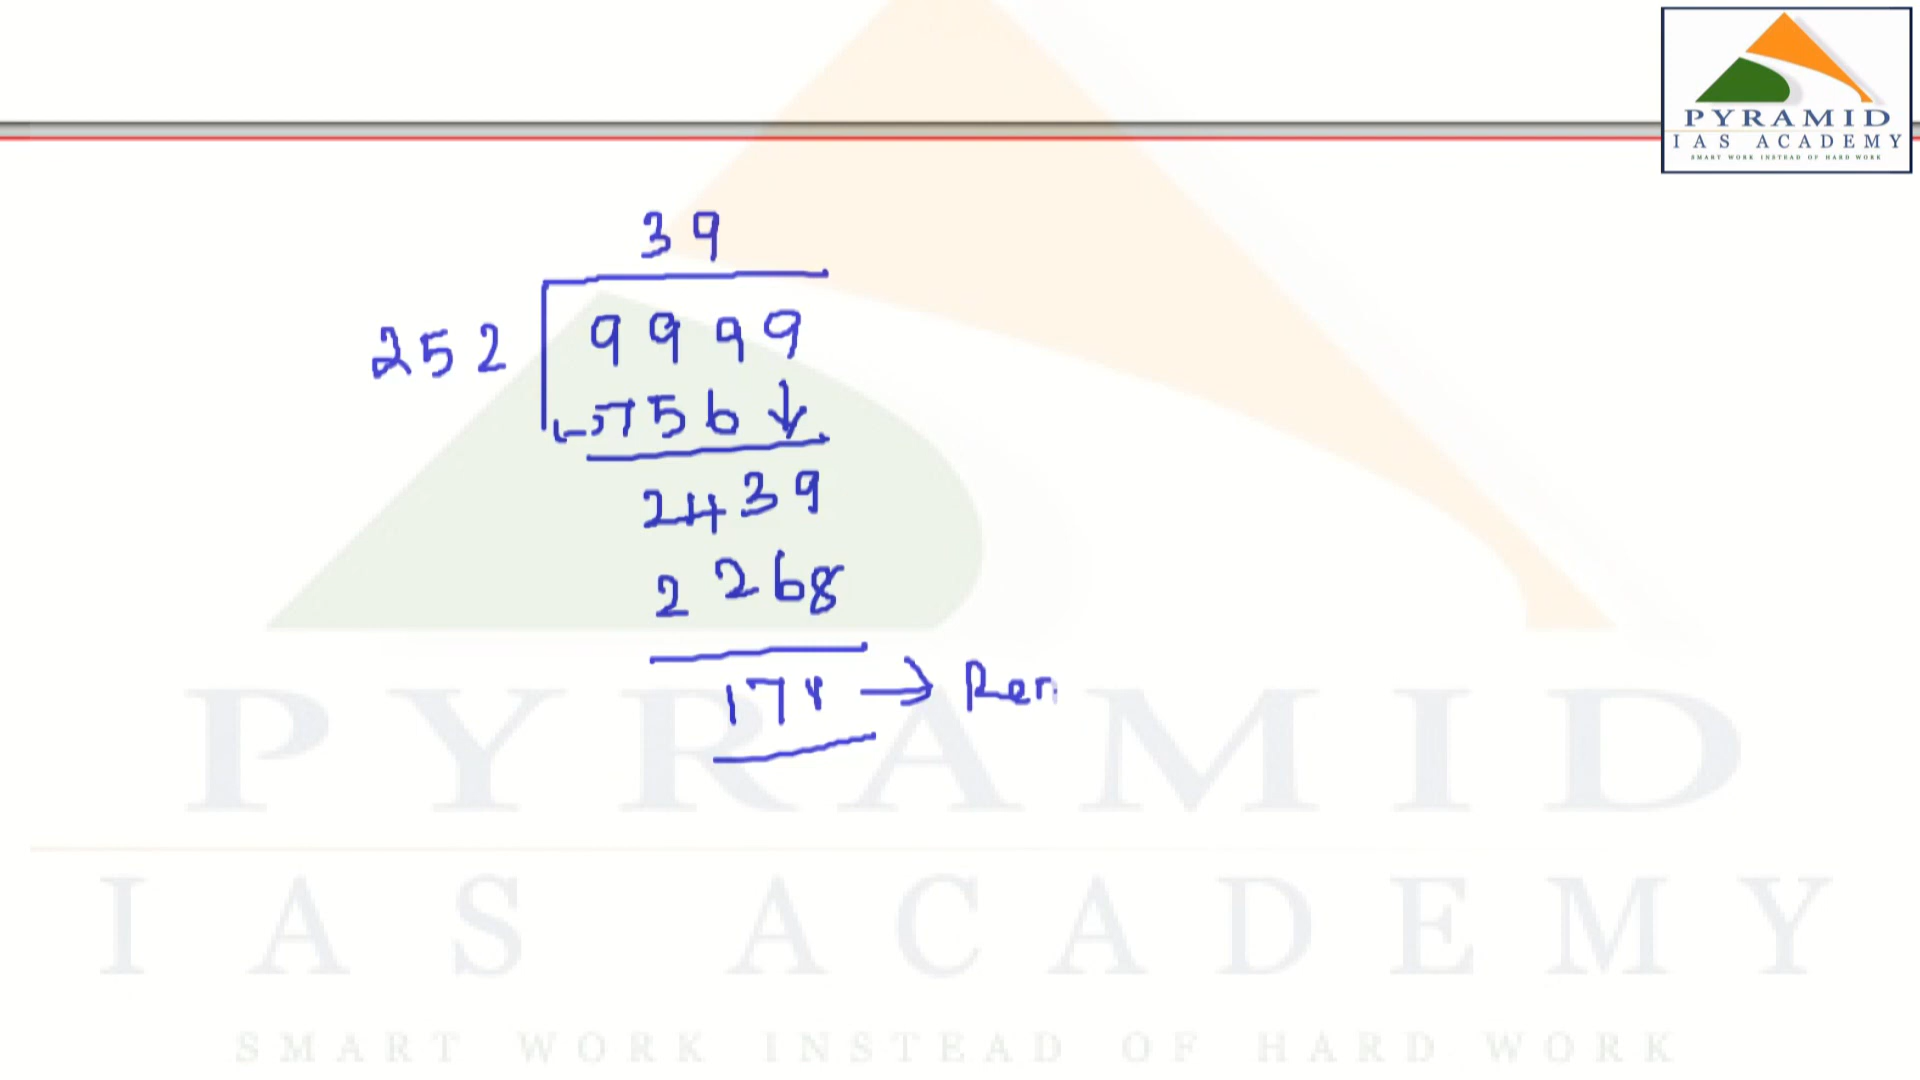 PYRAMID
IAS ACADEMY
SMART WORK INSTEAD OF HARD WORK
39
252 9999
-756
2439
2268
171 → Rem
PYRAMID
IAS ACADEMY
SMART WORK INSTEAD OF HARD WORK